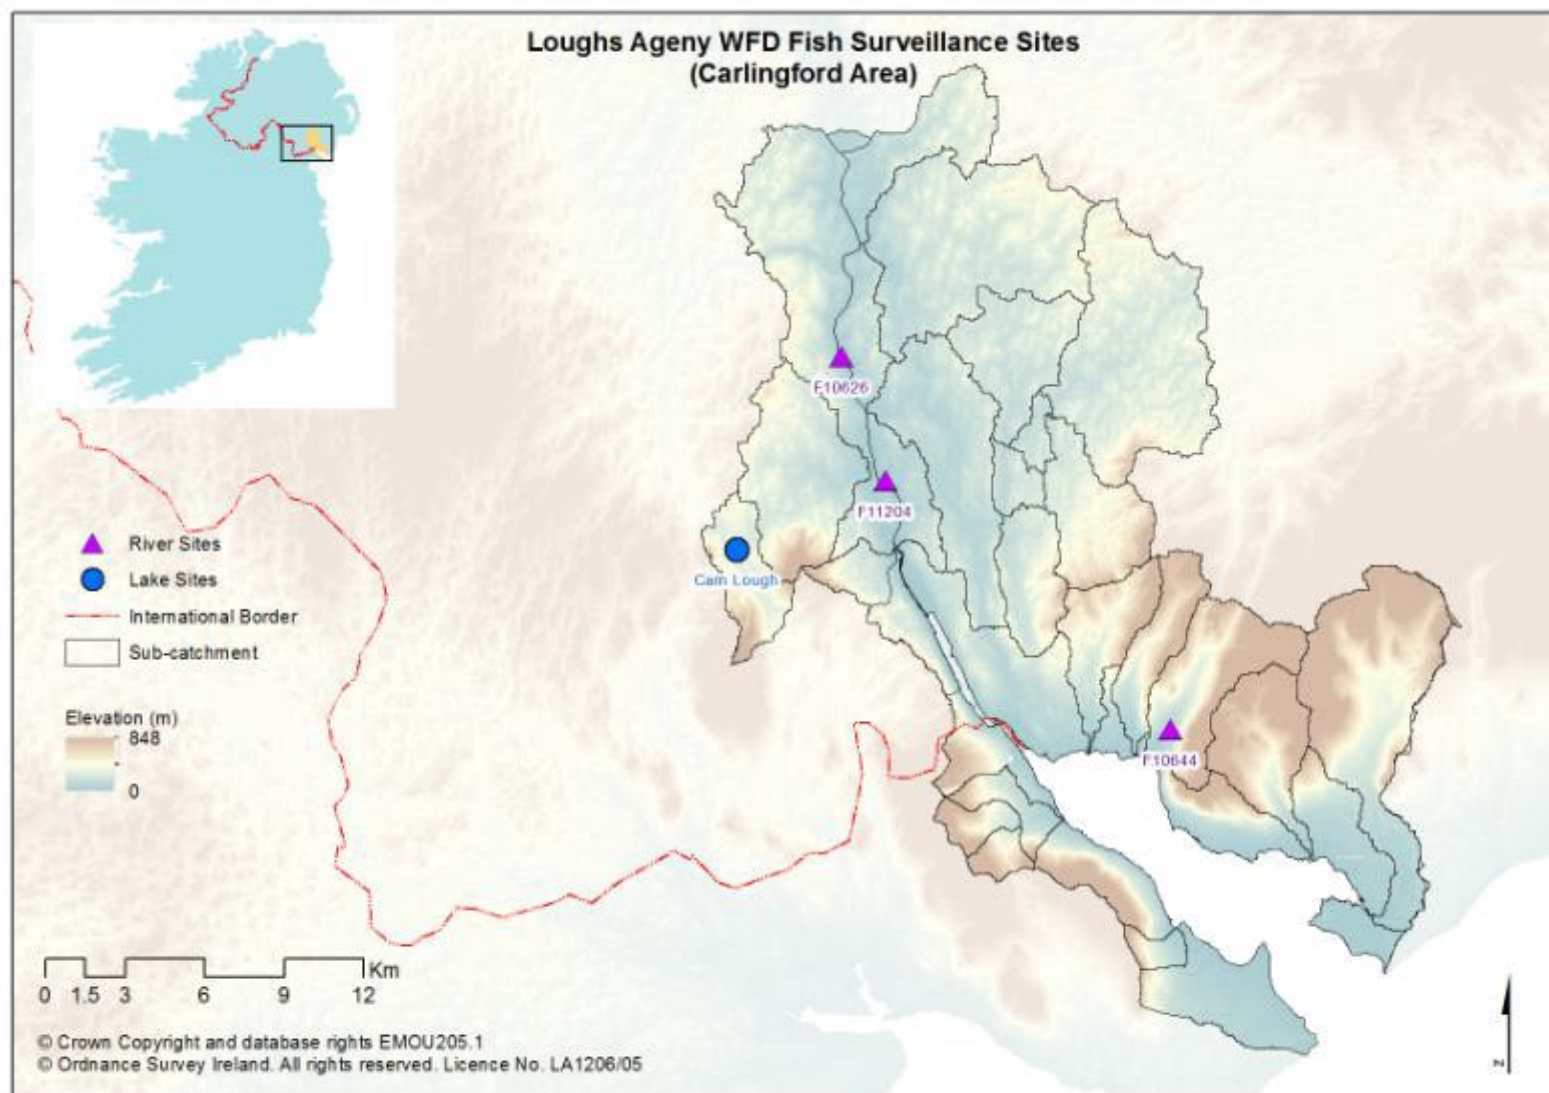 Loughs Ageny WFD Fish Surveillance Sites
(Carlingford Area)
F10626
F11204
Cam Lough
F10644
River Sites
Lake Sites
International Border
Sub-catchment
Elevation (m)
848
0
Km
0 1.5 3 6 9 12
© Crown Copyright and database rights EMOU205.1
© Ordnance Survey Ireland. All rights reserved. Licence No. LA1206/05
N